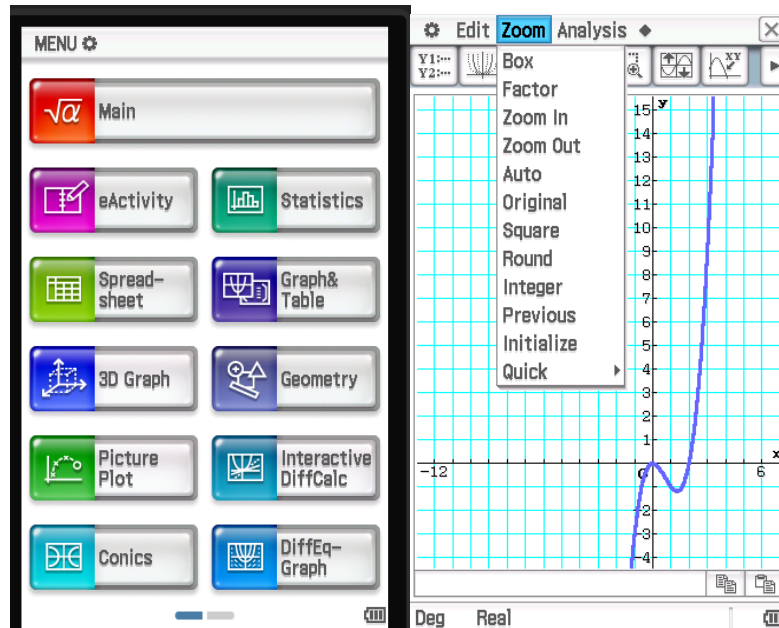 MENU
√α Main
eActivity
Statistics
Spread-
sheet
Graph&
Table
3D Graph
Geometry
Picture
Plot
Interactive
DiffCalc
Conics
DiffEq-
Graph
Edit Zoom Analysis
Y1:···
Y2:···
XY
Box
Factor
Zoom In
Zoom Out
Auto
Original
Square
Round
Integer
Previous
Initialize
Quick
y
15
14
13
12
11
10
9
8
7
6
5
4
3
2
1
x
-12
6
-2
-3
-4
Deg Real